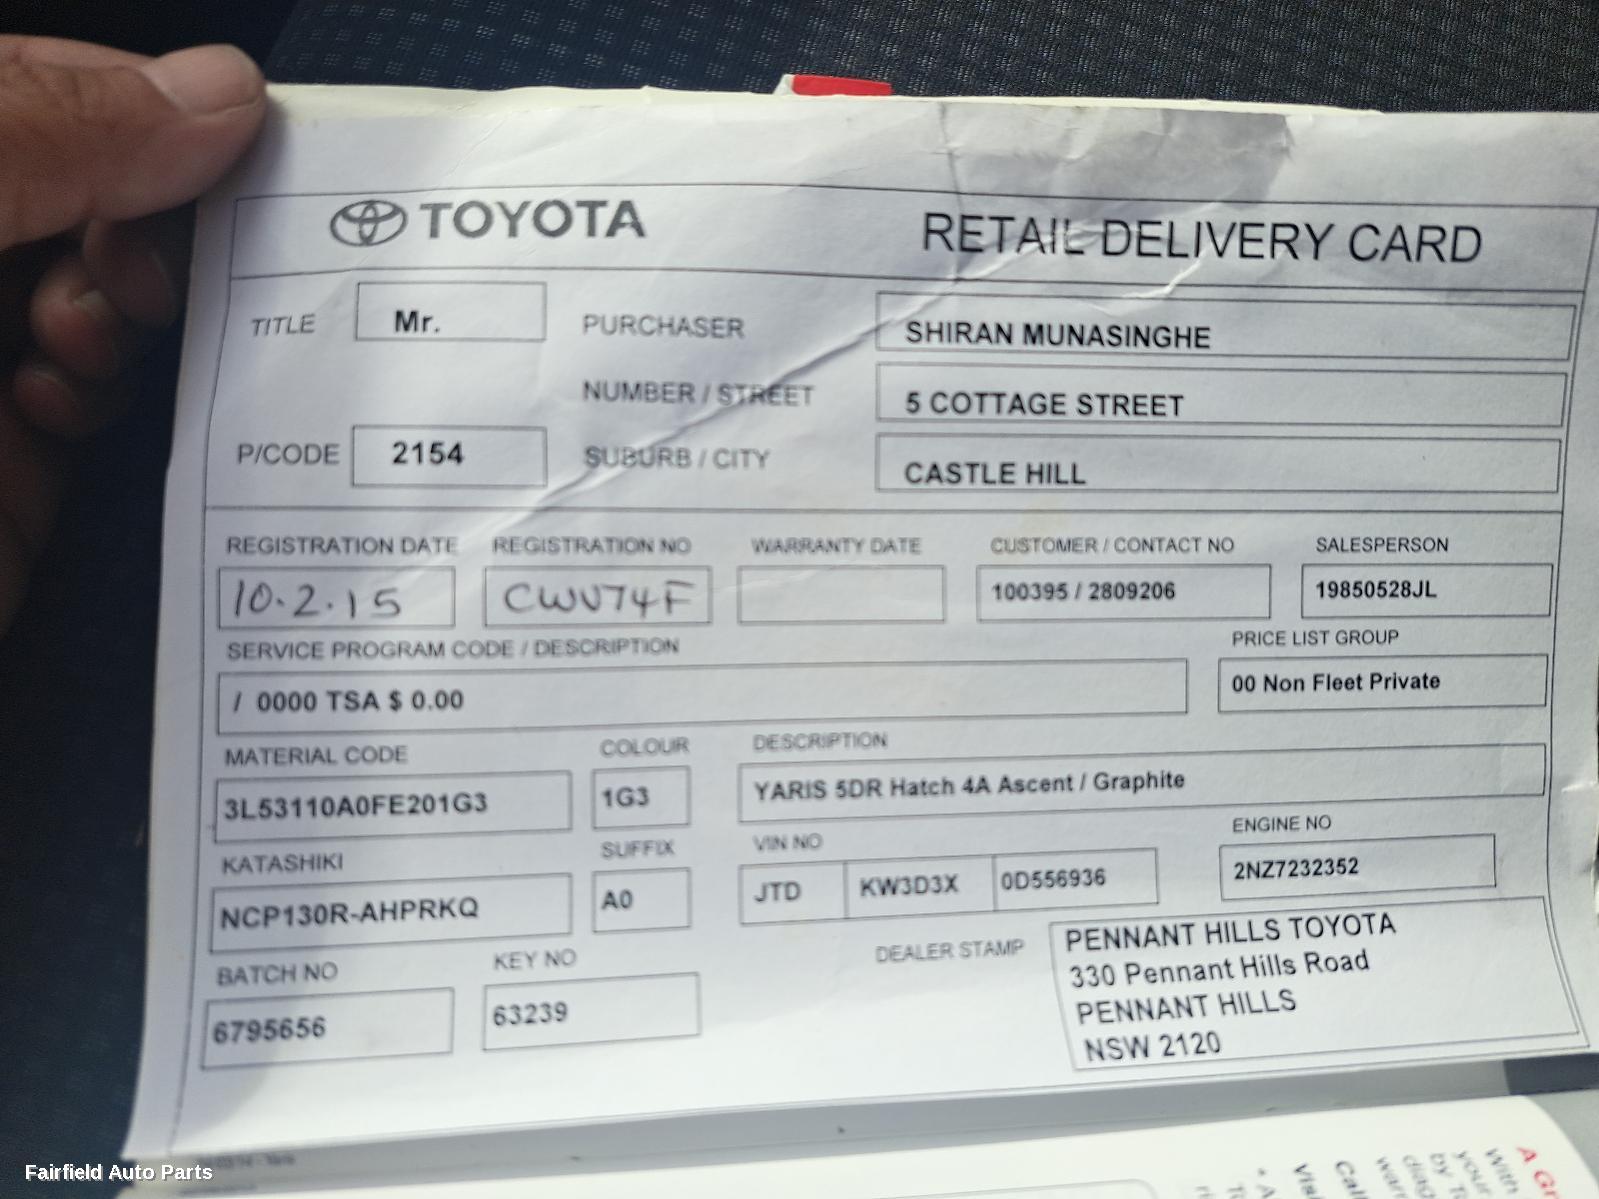 TOYOTA
RETAIL DELIVERY CARD
TITLE
Mr.
PURCHASER
SHIRAN MUNASINGHE
NUMBER / STREET
5 COTTAGE STREET
P/CODE
2154
SUBURB / CITY
CASTLE HILL
REGISTRATION DATE
REGISTRATION NO
WARRANTY DATE
CUSTOMER / CONTACT NO
SALESPERSON
10.2.15
CWV74F
100395 / 2809206
19850528JL
SERVICE PROGRAM CODE / DESCRIPTION
PRICE LIST GROUP
/ 0000 TSA $ 0.00
00 Non Fleet Private
MATERIAL CODE
COLOUR
DESCRIPTION
3L53110A0FE201G3
1G3
YARIS 5DR Hatch 4A Ascent / Graphite
KATASHIKI
SUFFIX
VIN NO
ENGINE NO
NCP130R-AHPRKQ
A0
JTD
KW3D3X
0D556936
2NZ7232352
BATCH NO
KEY NO
DEALER STAMP
6795656
63239
PENNANT HILLS TOYOTA
330 Pennant Hills Road
PENNANT HILLS
NSW 2120
Fairfield Auto Parts